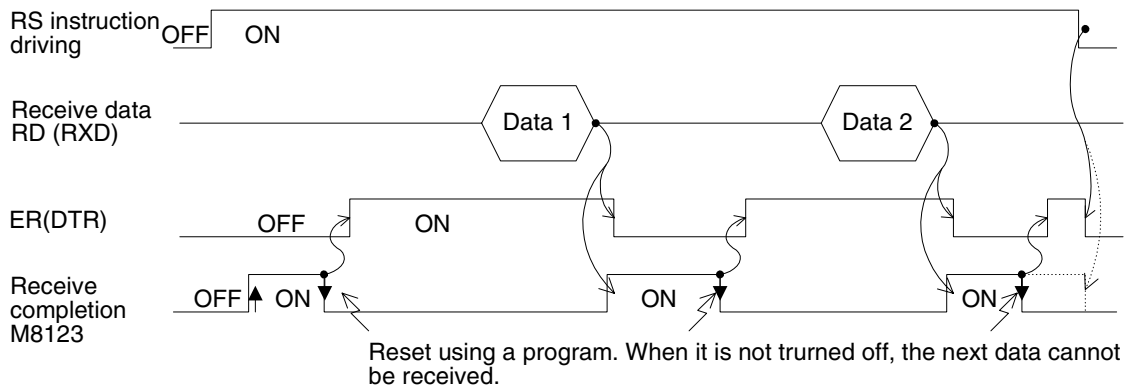 RS instruction
driving
OFF
ON
Receive data
RD (RXD)
Data 1
Data 2
ER(DTR)
OFF
ON
Receive
completion
M8123
OFF
ON
ON
ON
Reset using a program. When it is not trurned off, the next data cannot
be received.